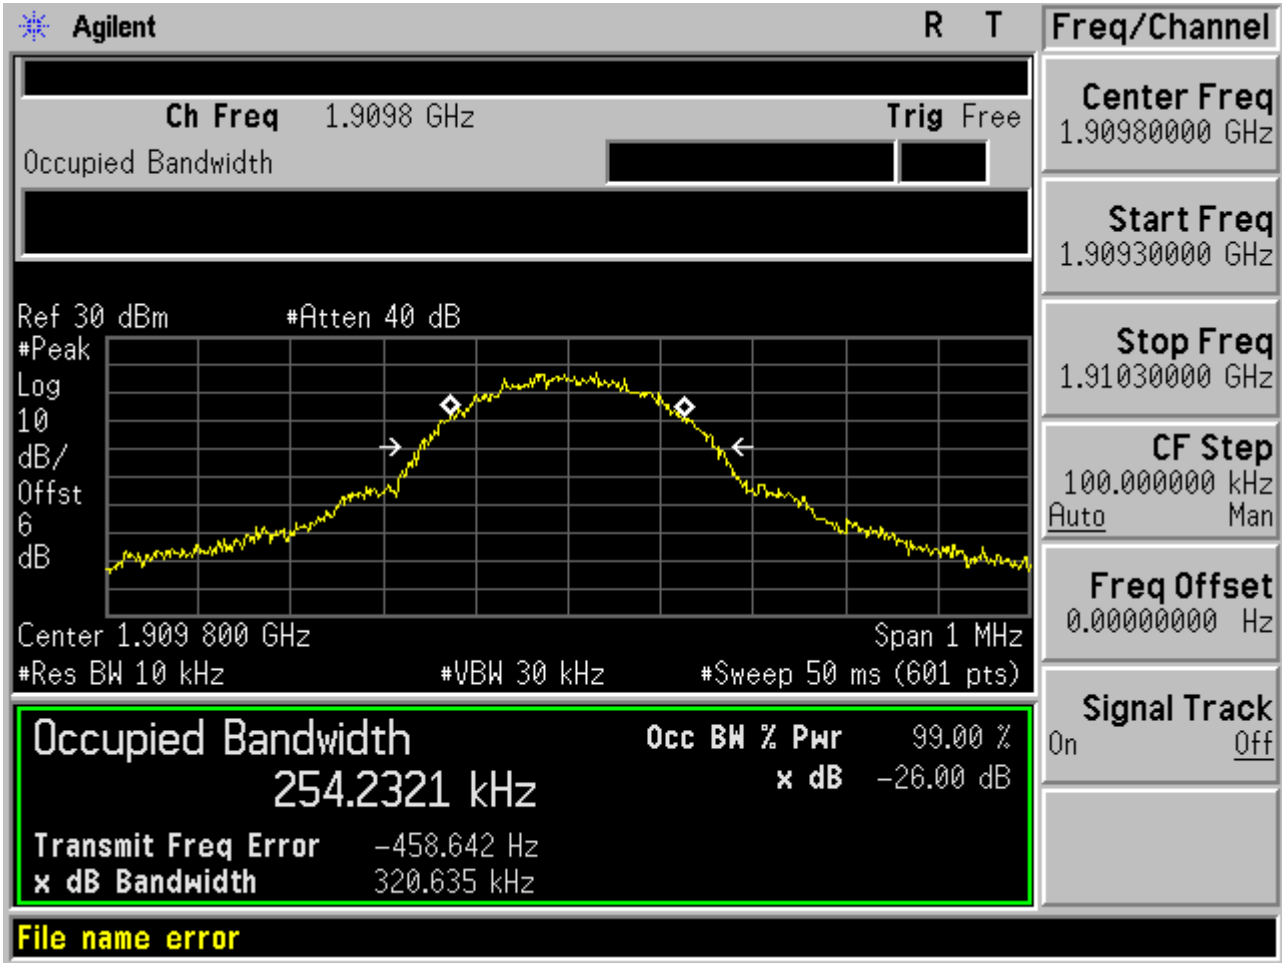 Agilent R T Freq/Channel
Ch Freq 1.9098 GHz Trig Free
Occupied Bandwidth
Center Freq
1.90980000 GHz
Start Freq
1.90930000 GHz
Stop Freq
1.91030000 GHz
CF Step
100.000000 kHz
Auto Man
Freq Offset
0.00000000 Hz
Signal Track
On Off
Ref 30 dBm #Atten 40 dB
#Peak
Log
10
dB/
Offst
6
dB
Center 1.909 800 GHz Span 1 MHz
#Res BW 10 kHz #VBW 30 kHz #Sweep 50 ms (601 pts)
Occupied Bandwidth Occ BW % Pwr 99.00 %
254.2321 kHz x dB -26.00 dB
Transmit Freq Error -458.642 Hz
x dB Bandwidth 320.635 kHz
File name error